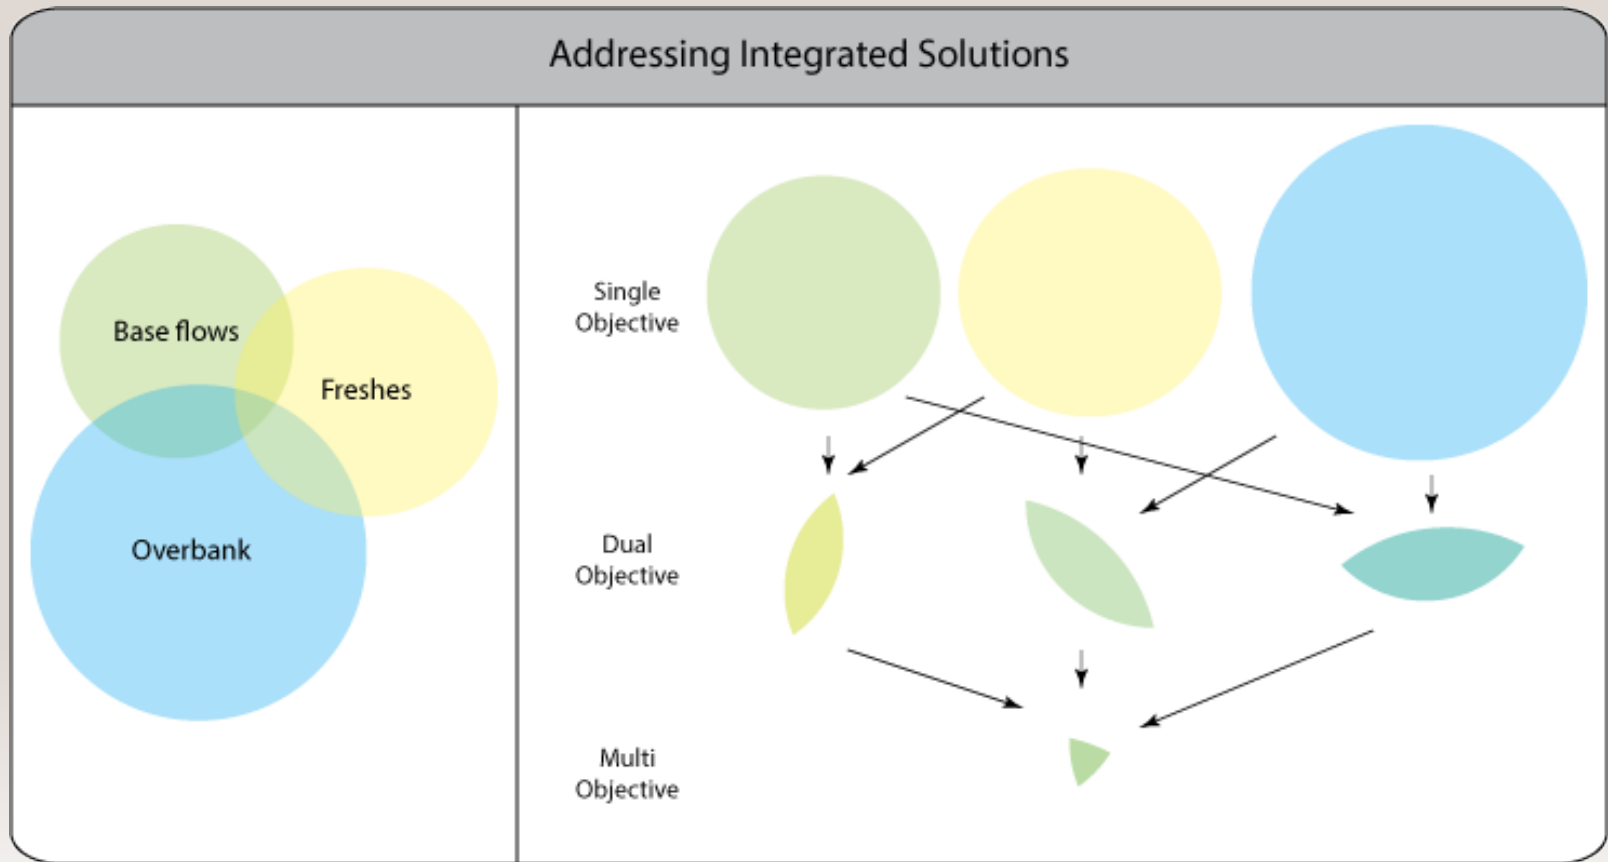 Addressing Integrated Solutions
Base flows
Freshes
Overbank
Single
Objective
Dual
Objective
Multi
Objective